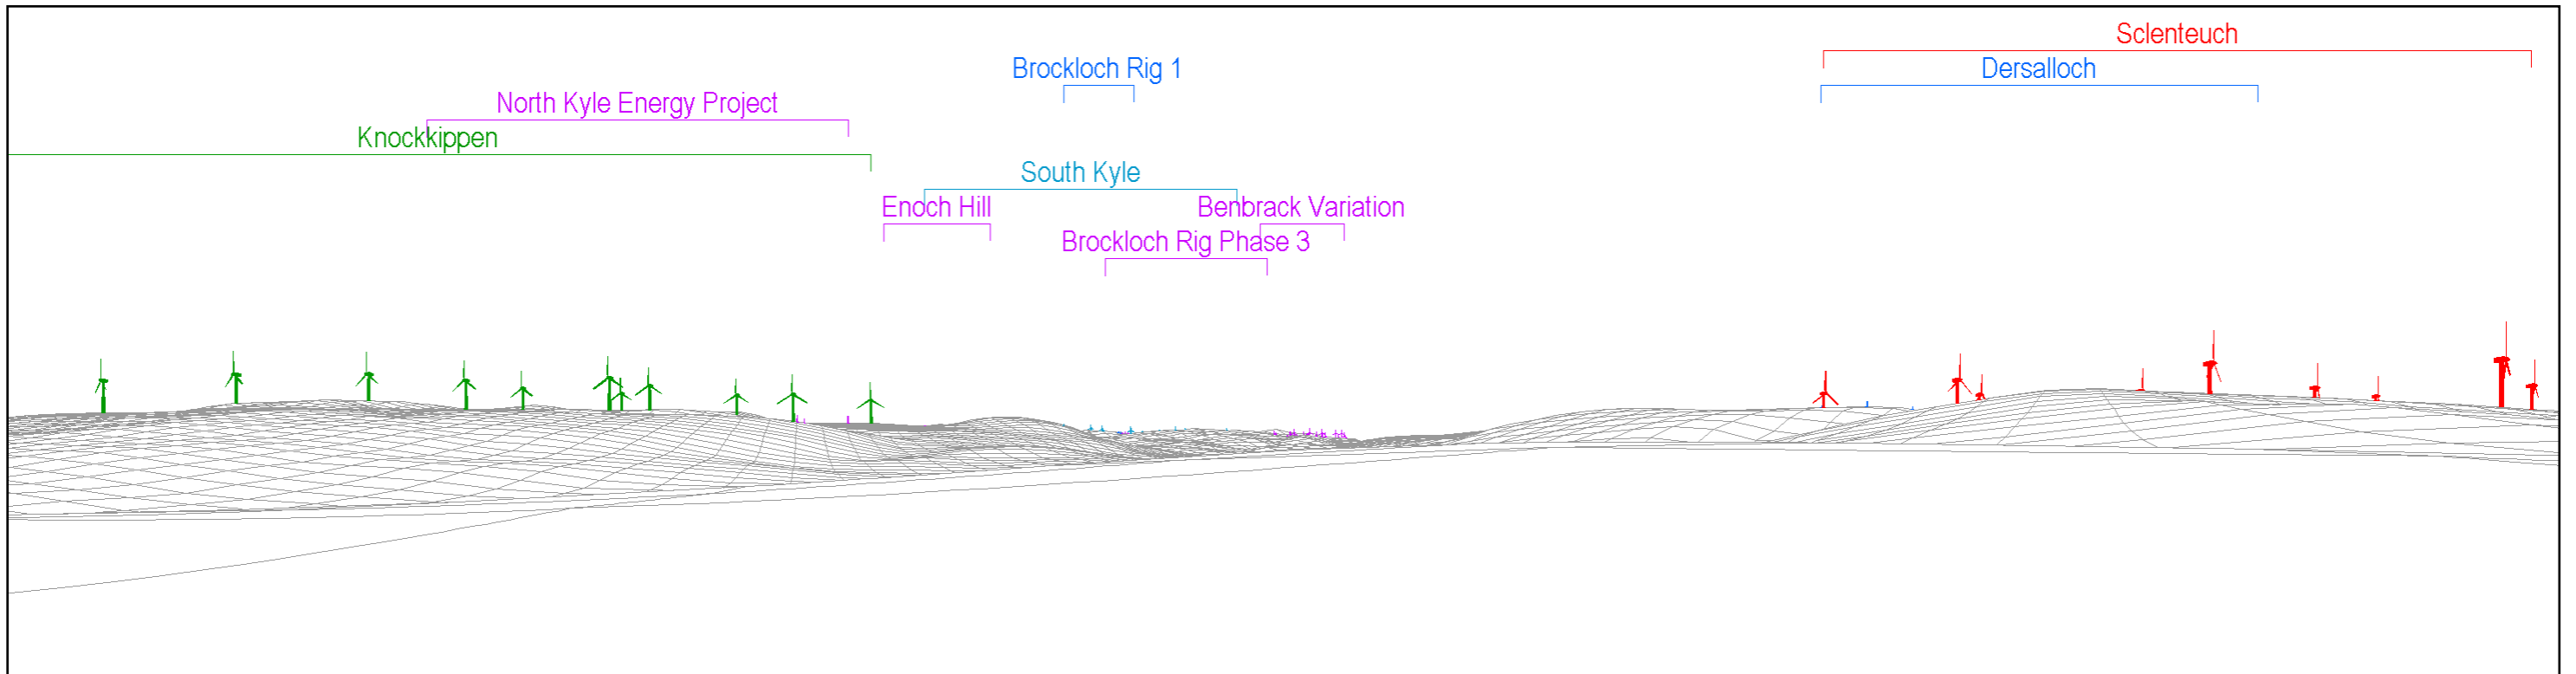 Sclenteuch
Brockloch Rig 1
Dersalloch
North Kyle Energy Project
Knockkippen
South Kyle
Enoch Hill
Benbrack Variation
Brockloch Rig Phase 3